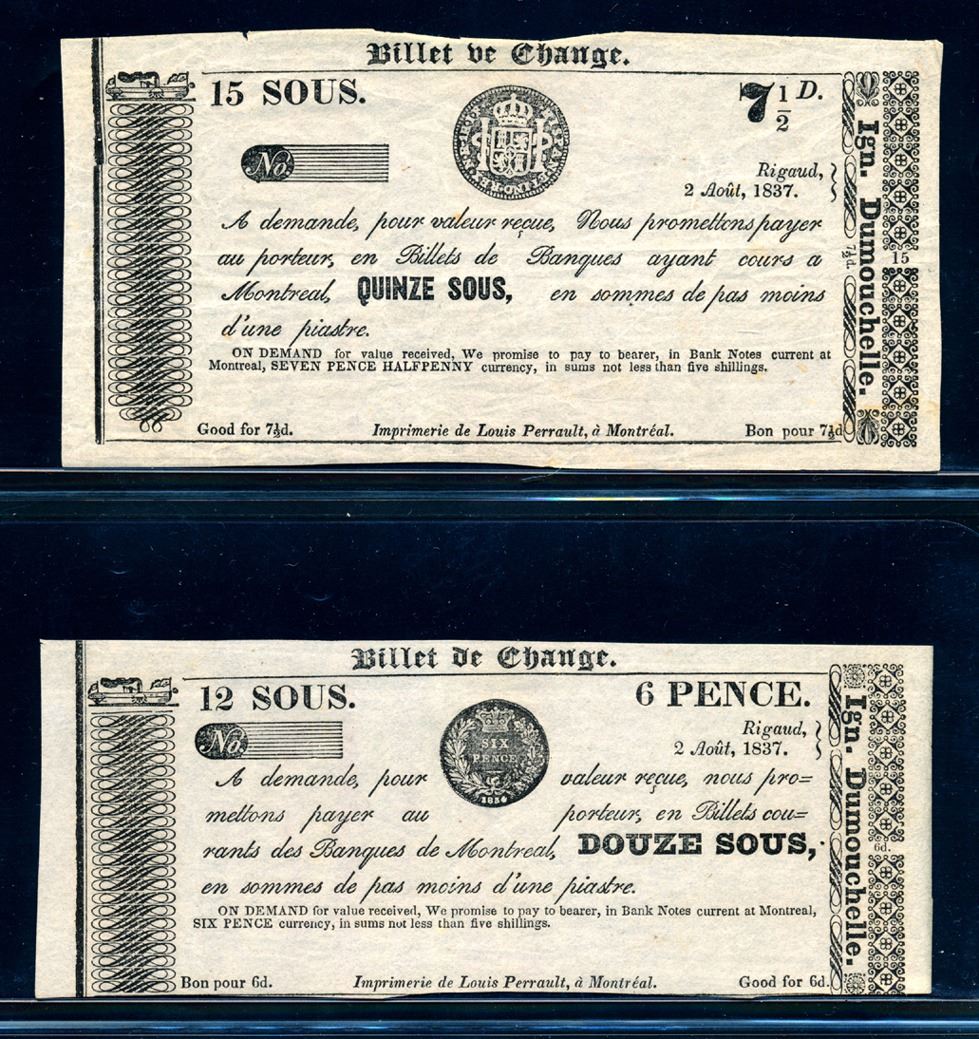 Billet de Change.
15 SOUS.
7 1/2 D.
No.
Rigaud,
2 Août, 1837.
A demande, pour valeur reçue, Nous promettons payer
au porteur, en Billets de Banques ayant cours a
Montreal, QUINZE SOUS, en sommes de pas moins
d'une piastre.
ON DEMAND for value received, We promise to pay to bearer, in Bank Notes current at
Montreal, SEVEN PENCE HALFPENNY currency, in sums not less than five shillings.
Good for 7½d. Imprimerie de Louis Perrault, à Montréal. Bon pour 7½d
Ign. Dumouchelle.
7½d.
15
Billet de Change.
12 SOUS.
6 PENCE.
No.
SIX
PENCE
1834
Rigaud,
2 Août, 1837.
A demande, pour valeur reçue, nous pro=
mettons payer au porteur, en Billets cou=
rants des Banques de Montreal, DOUZE SOUS,
en sommes de pas moins d'une piastre.
ON DEMAND for value received, We promise to pay to bearer, in Bank Notes current at Montreal,
SIX PENCE currency, in sums not less than five shillings.
Bon pour 6d. Imprimerie de Louis Perrault, à Montréal. Good for 6d.
Ign. Dumouchelle.
6d.